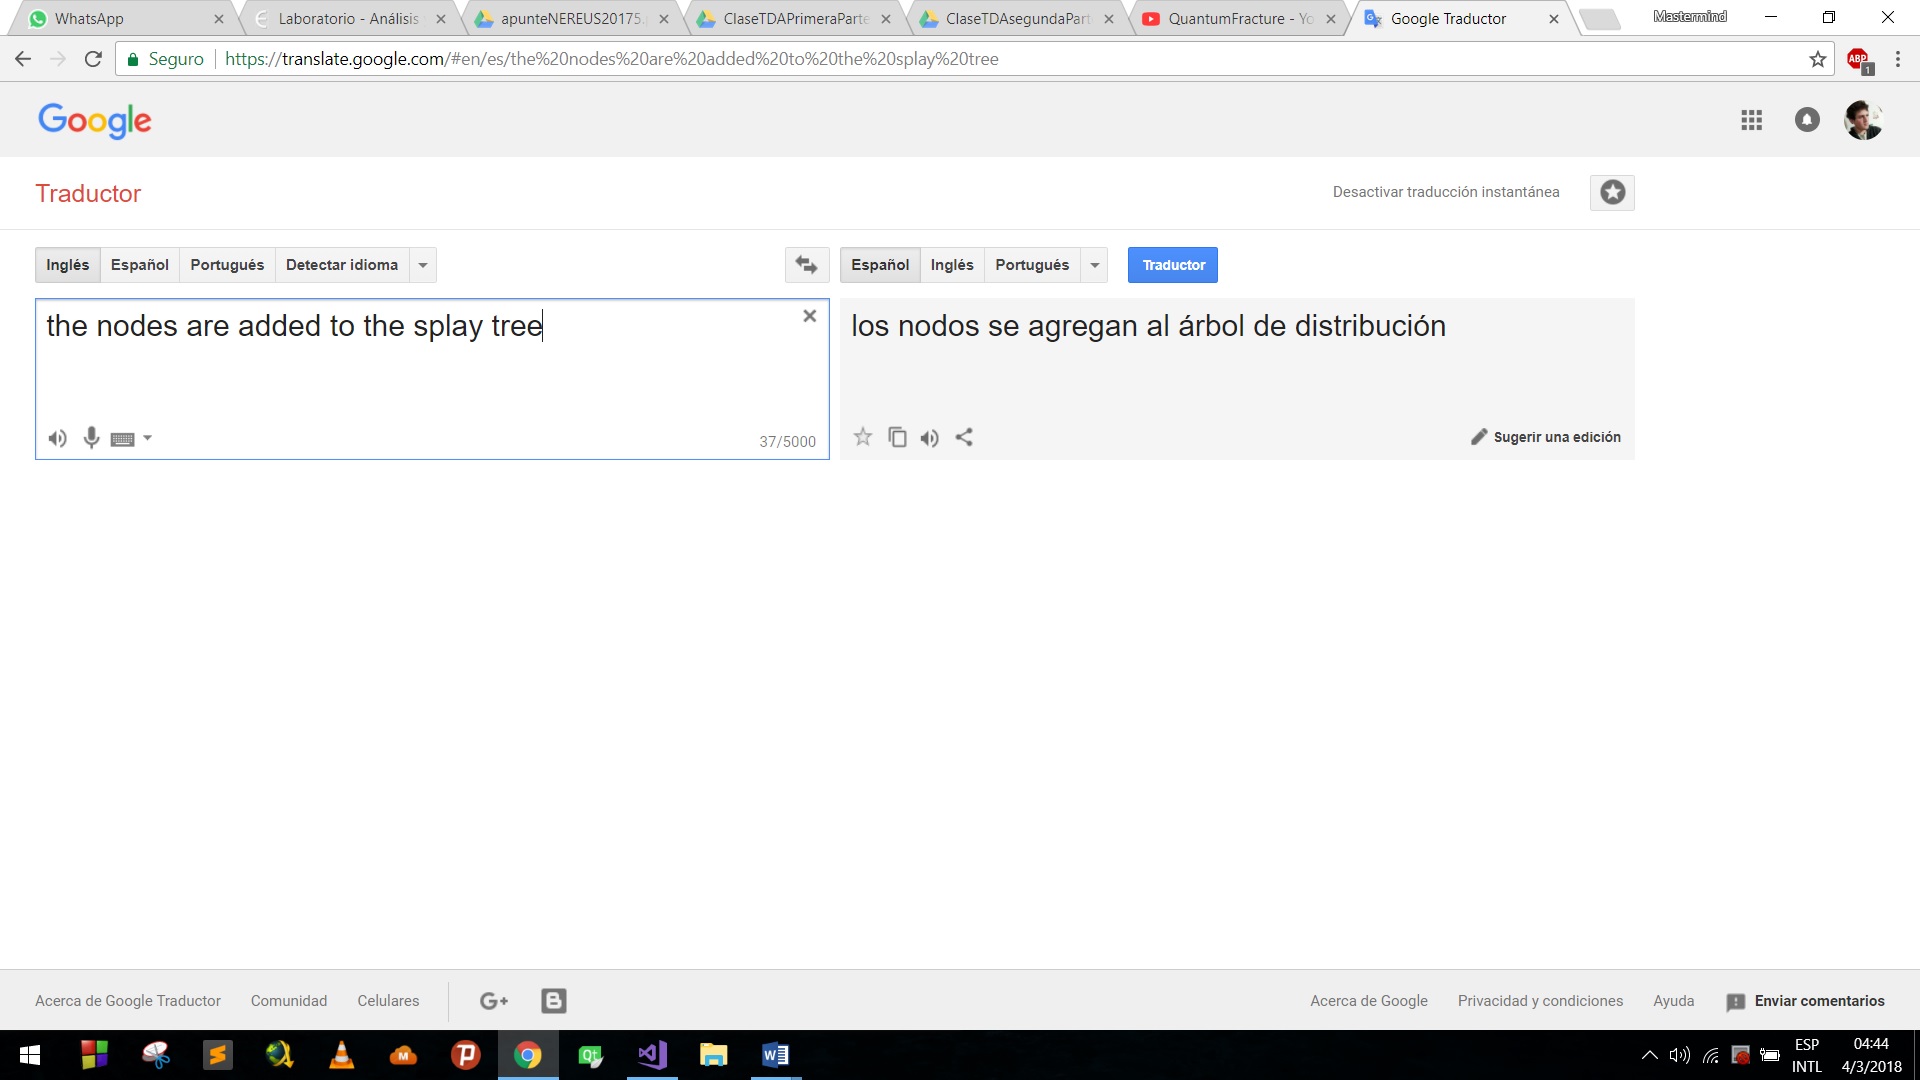 WhatsApp
Laboratorio - Análisis
apunteNEREUS20175.
ClaseTDAPrimeraParte
ClaseTDAsegundaPart
QuantumFracture - Yo
Google Traductor
Mastermind
Seguro
https://translate.google.com/#en/es/the%20nodes%20are%20added%20to%20the%20splay%20tree
ABP
1
Google
Traductor
Desactivar traducción instantánea
Inglés Español Portugués Detectar idioma
Español Inglés Portugués Traductor
the nodes are added to the splay tree
los nodos se agregan al árbol de distribución
37/5000
Sugerir una edición
Acerca de Google Traductor Comunidad Celulares G+ B
Acerca de Google Privacidad y condiciones Ayuda Enviar comentarios
ESP
INTL
04:44
4/3/2018